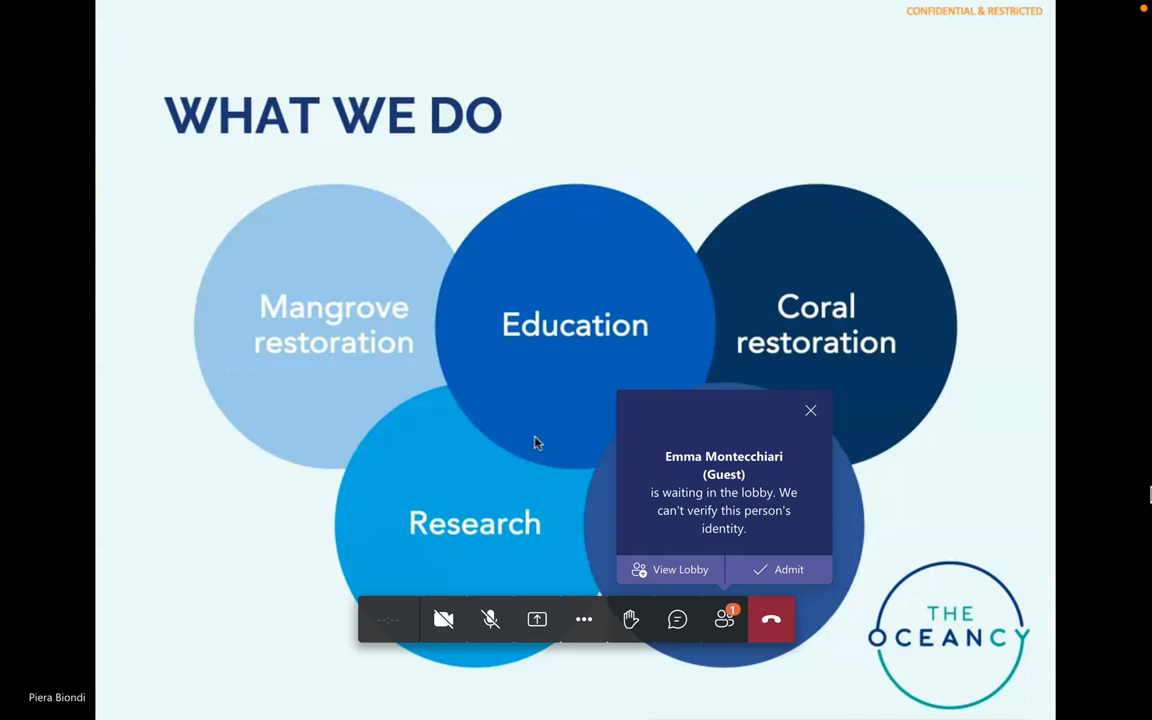 CONFIDENTIAL & RESTRICTED
WHAT WE DO
Mangrove
restoration
Education
Coral
restoration
Research
Emma Montecchiari
(Guest)
is waiting in the lobby. We
can't verify this person's
identity.
View Lobby
Admit
--:--
1
THE
OCEANCY
Piera Biondi